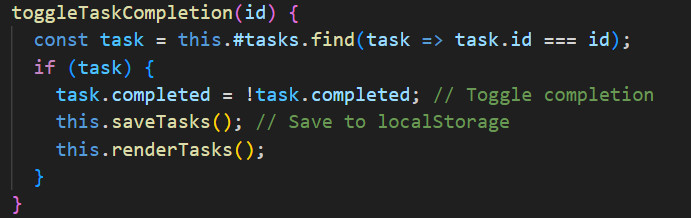 toggleTaskCompletion(id) {
  const task = this.#tasks.find(task => task.id === id);
  if (task) {
    task.completed = !task.completed; // Toggle completion
    this.saveTasks(); // Save to localStorage
    this.renderTasks();
  }
}